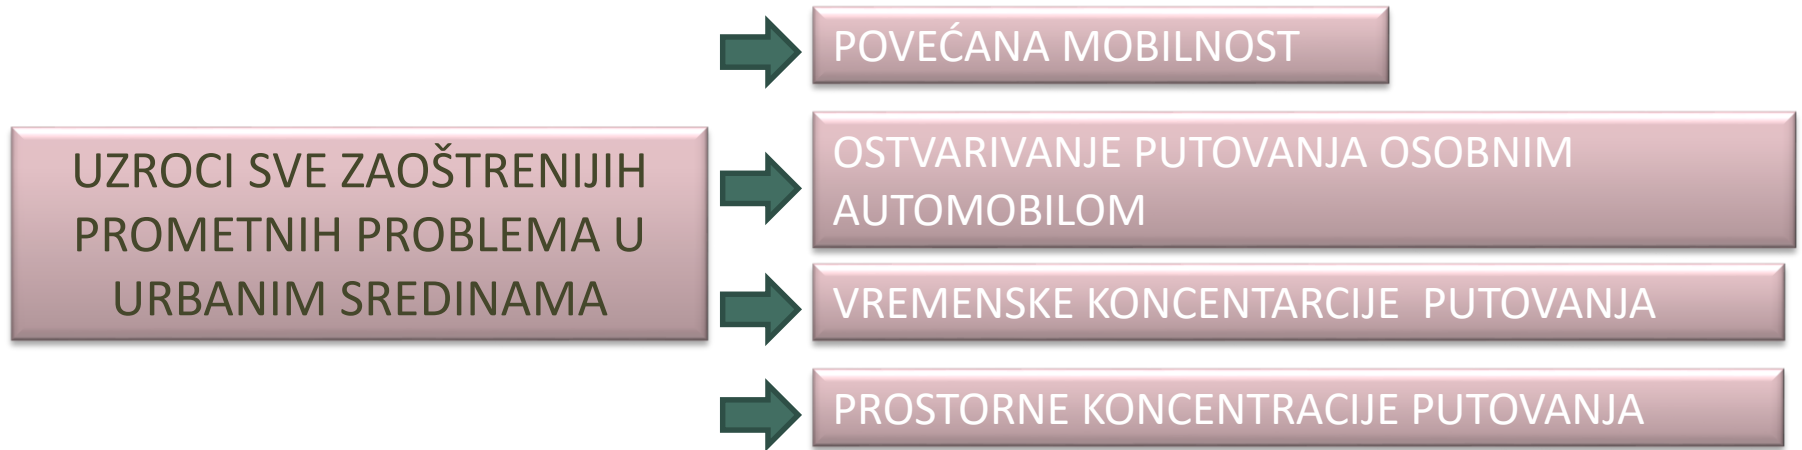 UZROCI SVE ZAOŠTRENIJIH
PROMETNIH PROBLEMA U
URBANIM SREDINAMA
POVEĆANA MOBILNOST
OSTVARIVANJE PUTOVANJA OSOBNIM
AUTOMOBILOM
VREMENSKE KONCENTARCIJE  PUTOVANJA
PROSTORNE KONCENTRACIJE PUTOVANJA